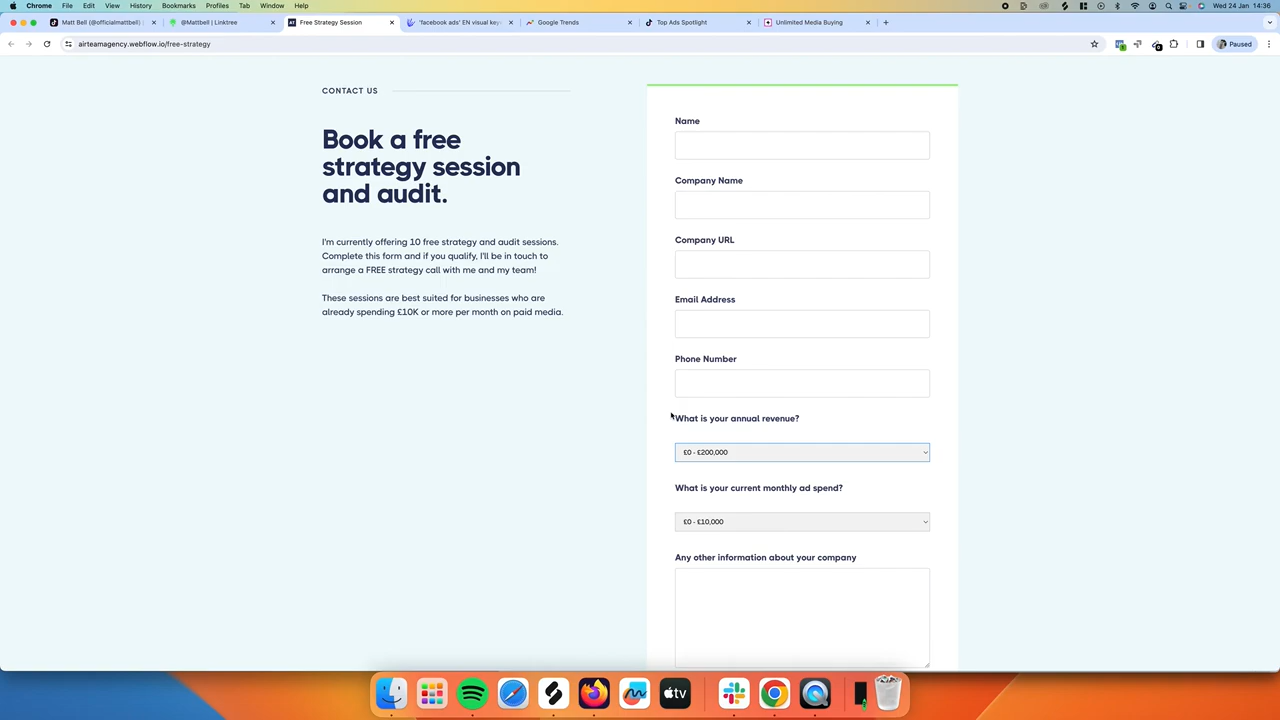 Chrome File Edit View History Bookmarks Profiles Tab Window Help Wed 24 Jan 14:36
Matt Bell (@officialmattbell) | @Mattbell | Linktree Free Strategy Session 'facebook ads' EN visual key Google Trends Top Ads Spotlight Unlimited Media Buying
airteamagency.webflow.io/free-strategy Paused
CONTACT US
Book a free
strategy session
and audit.
I'm currently offering 10 free strategy and audit sessions.
Complete this form and if you qualify, I'll be in touch to
arrange a FREE strategy call with me and my team!
These sessions are best suited for businesses who are
already spending £10K or more per month on paid media.
Name
Company Name
Company URL
Email Address
Phone Number
What is your annual revenue?
£0 - £200,000
What is your current monthly ad spend?
£0 - £10,000
Any other information about your company
tv